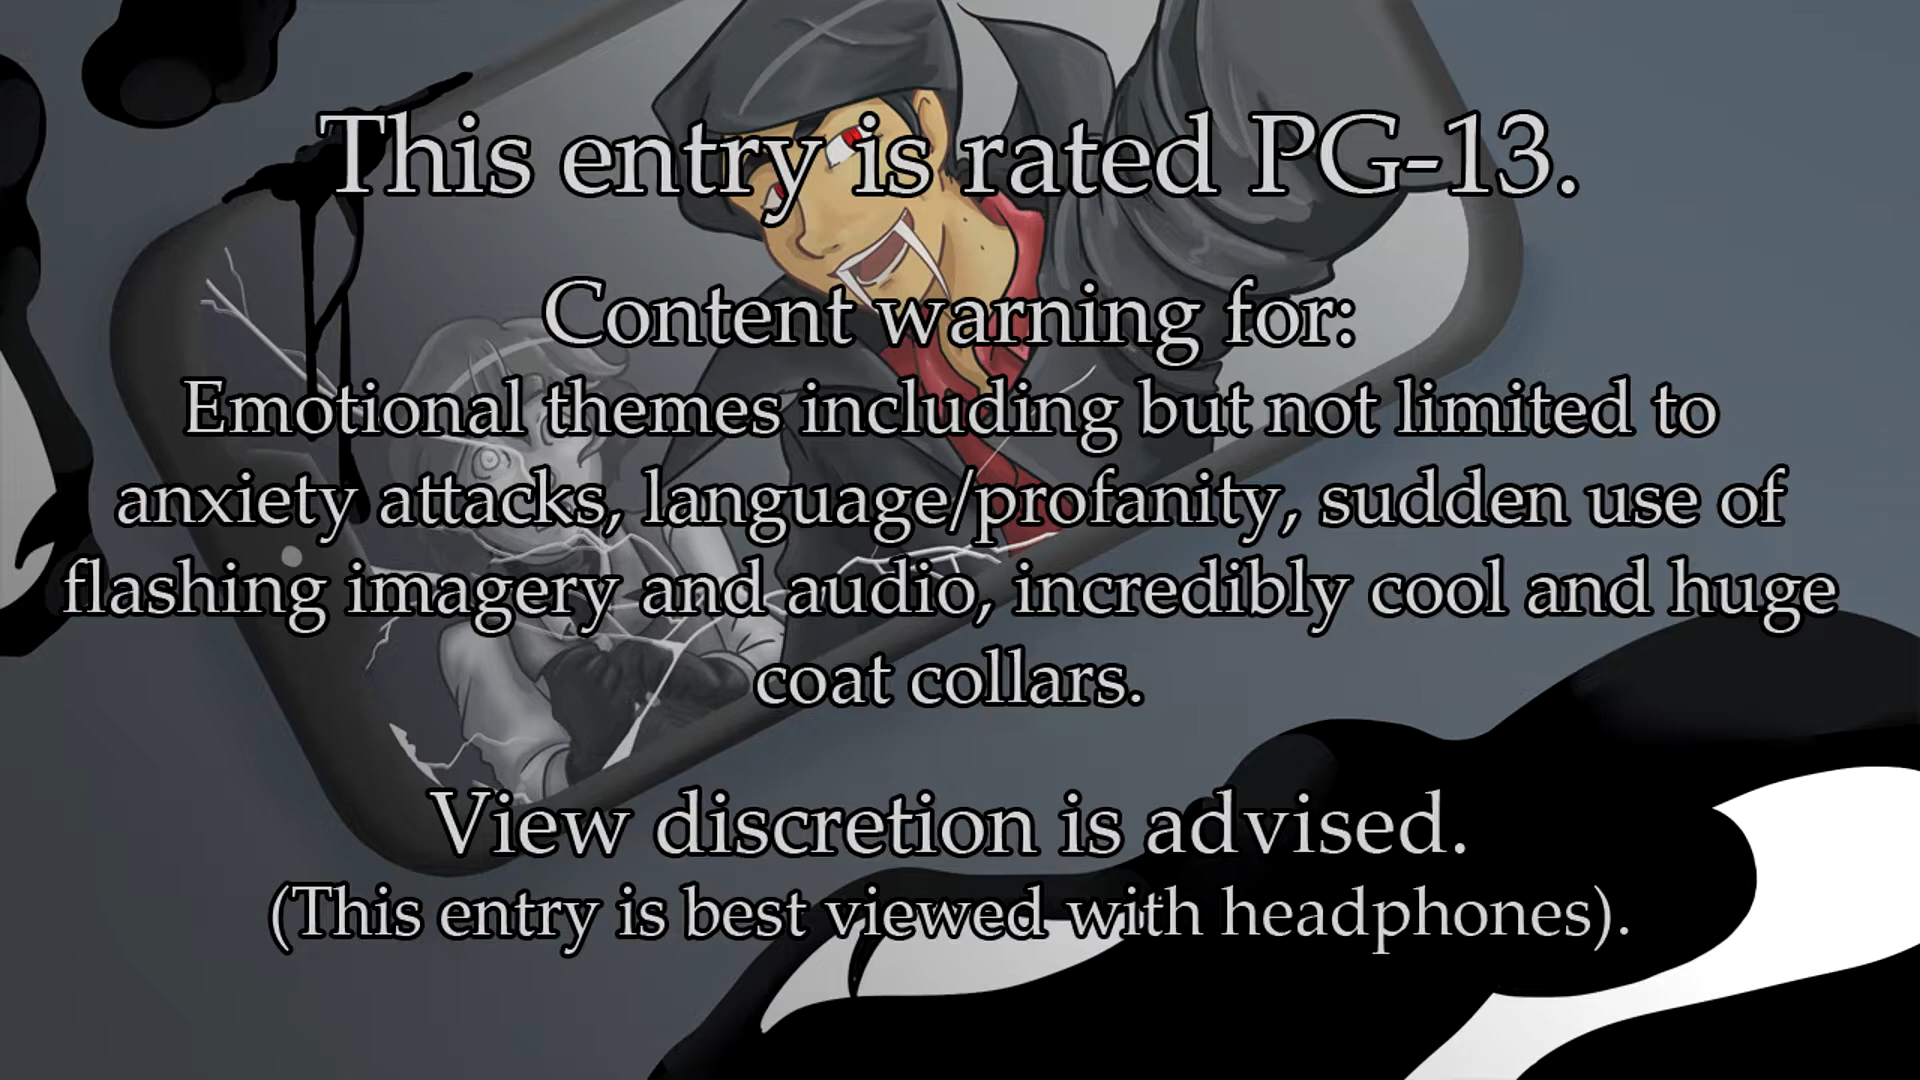 This entry is rated PG-13.
Content warning for:
Emotional themes including but not limited to
anxiety attacks, language/profanity, sudden use of
flashing imagery and audio, incredibly cool and huge
coat collars.
View discretion is advised.
(This entry is best viewed with headphones).